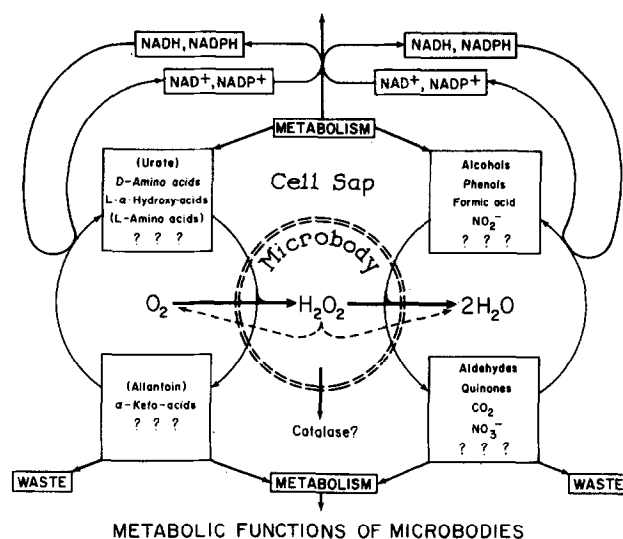 NADH, NADPH
NADH, NADPH
NAD+, NADP+
NAD+, NADP+
METABOLISM
(Urate)
D-Amino acids
L-α-Hydroxy-acids
(L-Amino acids)
? ? ?
Cell Sap
Alcohols
Phenols
Formic acid
NO₂⁻
? ? ?
Microbody
O₂
H₂O₂
2H₂O
(Allantoin)
α-Keto-acids
? ? ?
Catalase?
Aldehydes
Quinones
CO₂
NO₃⁻
? ? ?
WASTE
METABOLISM
WASTE
METABOLIC FUNCTIONS OF MICROBODIES